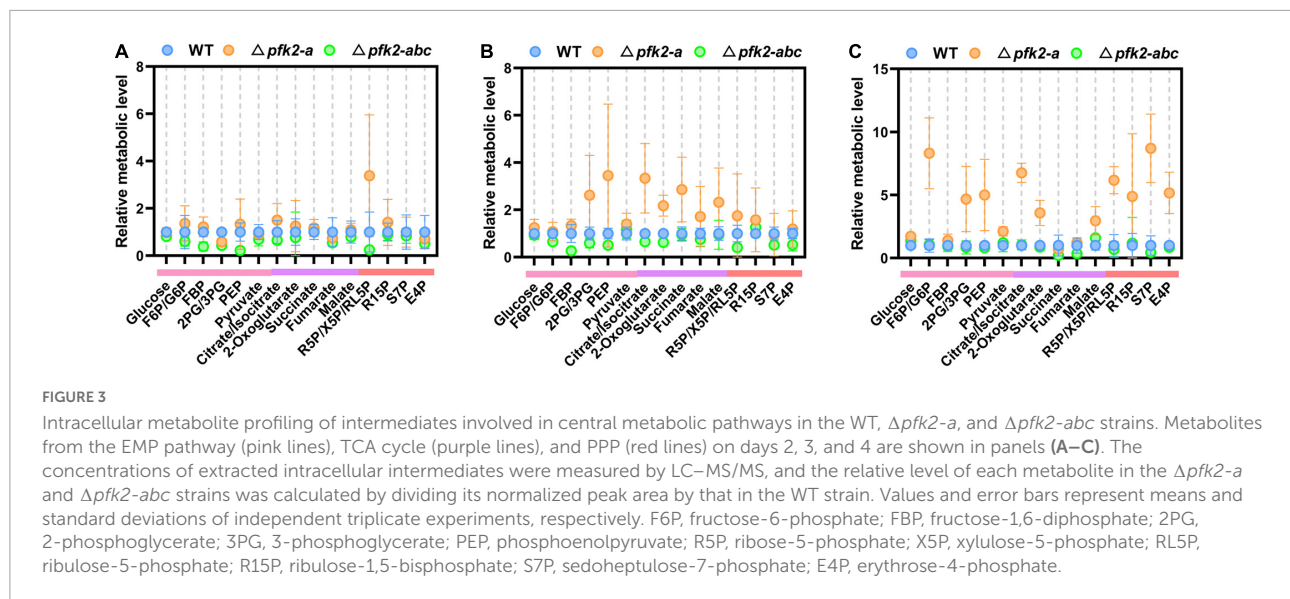 A WT Δ pfk2-a Δ pfk2-abc
Relative metabolic level
8
6
4
2
0
Glucose
F6P/G6P
FBP
2PG/3PG
PEP
Pyruvate
Citrate/Isocitrate
2-Oxoglutarate
Succinate
Fumarate
Malate
R5P/X5P/RL5P
R15P
S7P
E4P
B WT Δ pfk2-a Δ pfk2-abc
Relative metabolic level
8
6
4
2
0
Glucose
F6P/G6P
FBP
2PG/3PG
PEP
Pyruvate
Citrate/Isocitrate
2-Oxoglutarate
Succinate
Fumarate
Malate
R5P/X5P/RL5P
R15P
S7P
E4P
C WT Δ pfk2-a Δ pfk2-abc
Relative metabolic level
15
10
5
0
Glucose
F6P/G6P
FBP
2PG/3PG
PEP
Pyruvate
Citrate/Isocitrate
2-Oxoglutarate
Succinate
Fumarate
Malate
R5P/X5P/RL5P
R15P
S7P
E4P
FIGURE 3
Intracellular metabolite profiling of intermediates involved in central metabolic pathways in the WT, Δpfk2-a, and Δpfk2-abc strains. Metabolites
from the EMP pathway (pink lines), TCA cycle (purple lines), and PPP (red lines) on days 2, 3, and 4 are shown in panels (A–C). The
concentrations of extracted intracellular intermediates were measured by LC–MS/MS, and the relative level of each metabolite in the Δpfk2-a
and Δpfk2-abc strains was calculated by dividing its normalized peak area by that in the WT strain. Values and error bars represent means and
standard deviations of independent triplicate experiments, respectively. F6P, fructose-6-phosphate; FBP, fructose-1,6-diphosphate; 2PG,
2-phosphoglycerate; 3PG, 3-phosphoglycerate; PEP, phosphoenolpyruvate; R5P, ribose-5-phosphate; X5P, xylulose-5-phosphate; RL5P,
ribulose-5-phosphate; R15P, ribulose-1,5-bisphosphate; S7P, sedoheptulose-7-phosphate; E4P, erythrose-4-phosphate.